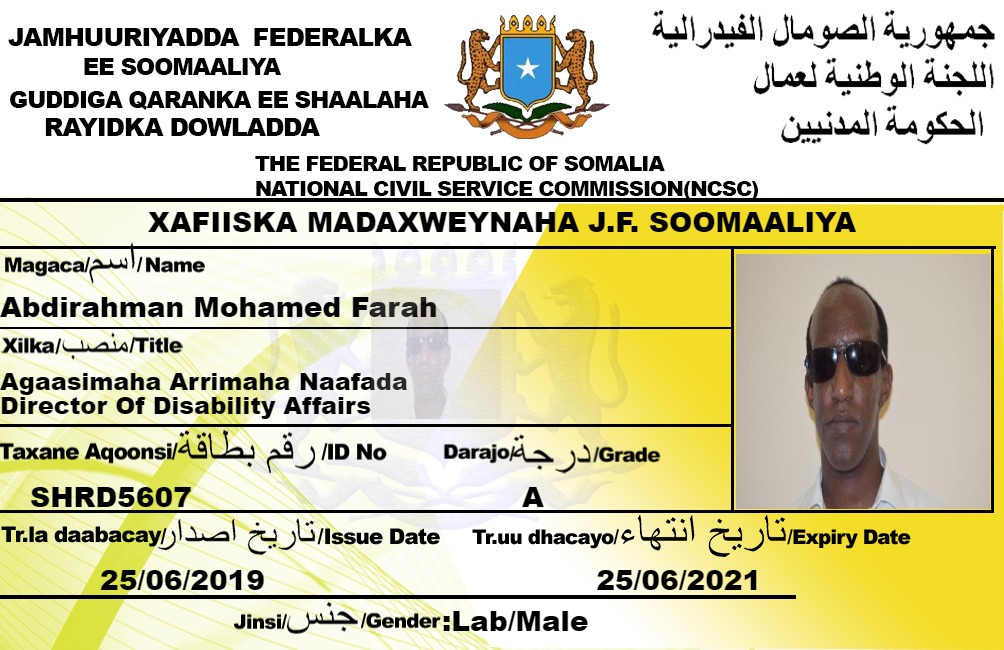 JAMHUURIYADDA FEDERALKA
EE SOOMAALIYA
GUDDIGA QARANKA EE SHAALAHA
RAYIDKA DOWLADDA
جمهورية الصومال الفيدرالية
اللجنة الوطنية لعمال
الحكومة المدنيين
THE FEDERAL REPUBLIC OF SOMALIA
NATIONAL CIVIL SERVICE COMMISSION(NCSC)
XAFIISKA MADAXWEYNAHA J.F. SOOMAALIYA
Magaca/اسم/Name
Abdirahman Mohamed Farah
Xilka/منصب/Title
Agaasimaha Arrimaha Naafada
Director Of Disability Affairs
Taxane Aqoonsi/رقم بطاقة/ID No
SHRD5607
Darajo/درجة/Grade
A
Tr.la daabacay/تاريخ اصدار/Issue Date
25/06/2019
Tr.uu dhacayo/تاريخ انتهاء/Expiry Date
25/06/2021
Jinsi/جنس/Gender:Lab/Male